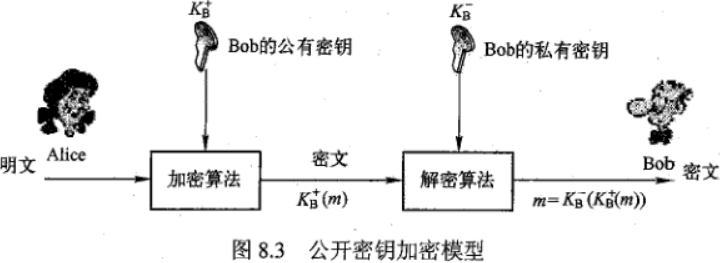 K_B^+
Bob的公有密钥
K_B^-
Bob的私有密钥
明文
Alice
加密算法
密文
K_B^+(m)
解密算法
Bob
密文
m=K_B^-(K_B^+(m))
图 8.3 公开密钥加密模型